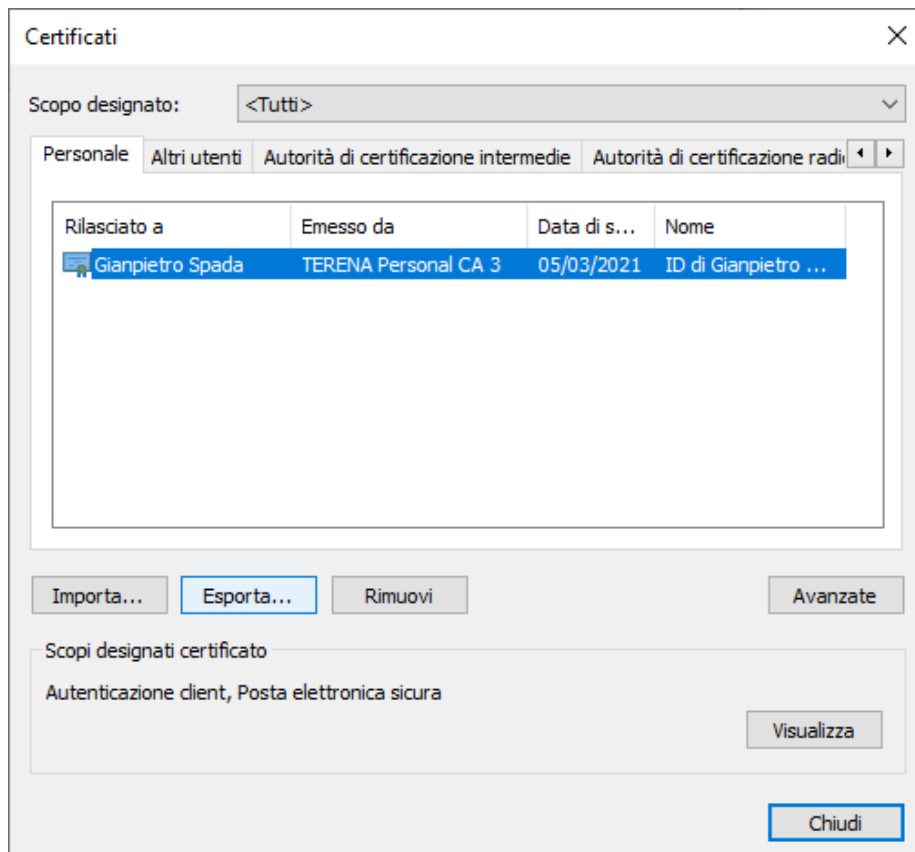 Certificati
Scopo designato: <Tutti>
Personale Altri utenti Autorità di certificazione intermedie Autorità di certificazione radi
Rilasciato a Emesso da Data di s... Nome
Gianpietro Spada TERENA Personal CA 3 05/03/2021 ID di Gianpietro ...
Importa... Esporta... Rimuovi Avanzate
Scopi designati certificato
Autenticazione client, Posta elettronica sicura
Visualizza
Chiudi